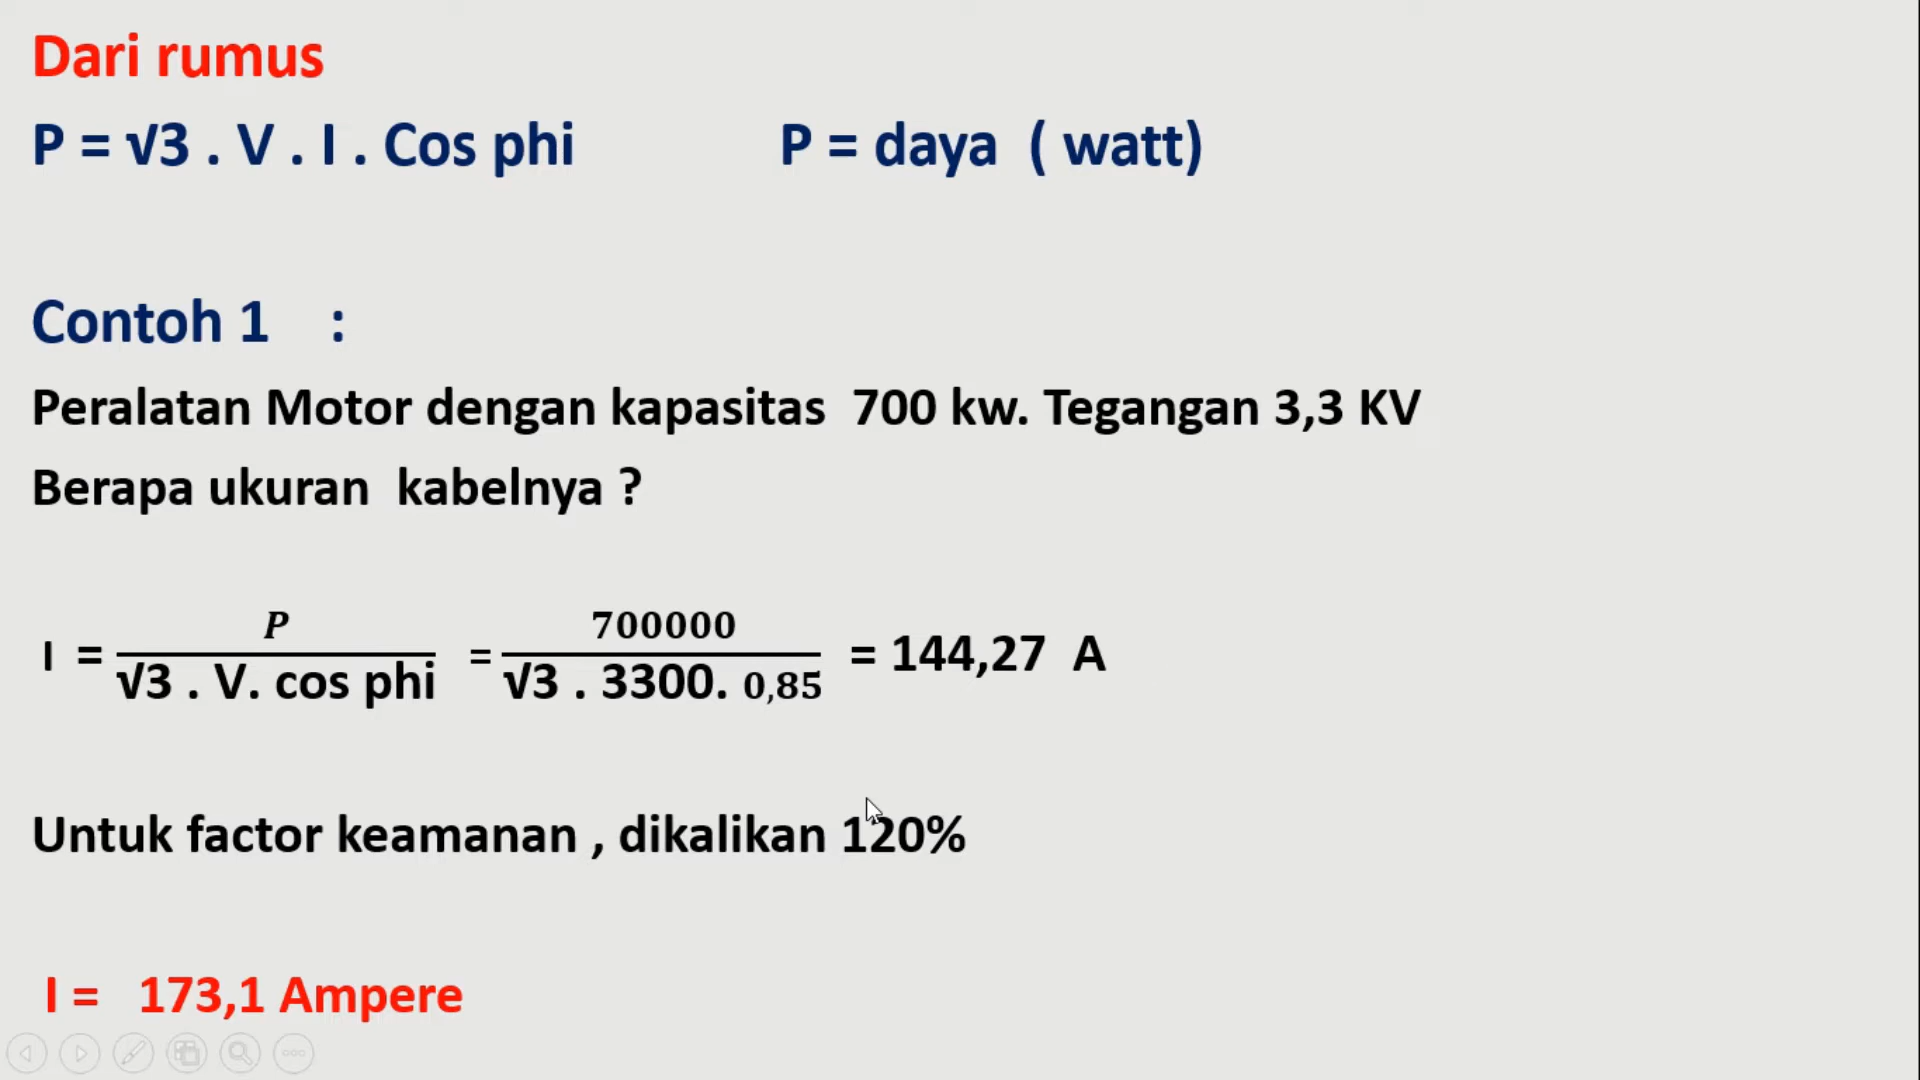 Dari rumus
P = √3 . V . I . Cos phi P = daya ( watt)
Contoh 1 :
Peralatan Motor dengan kapasitas 700 kw. Tegangan 3,3 KV
Berapa ukuran kabelnya ?
I = P / √3 . V. cos phi = 700000 / √3 . 3300. 0,85 = 144,27 A
Untuk factor keamanan , dikalikan 120%
I = 173,1 Ampere